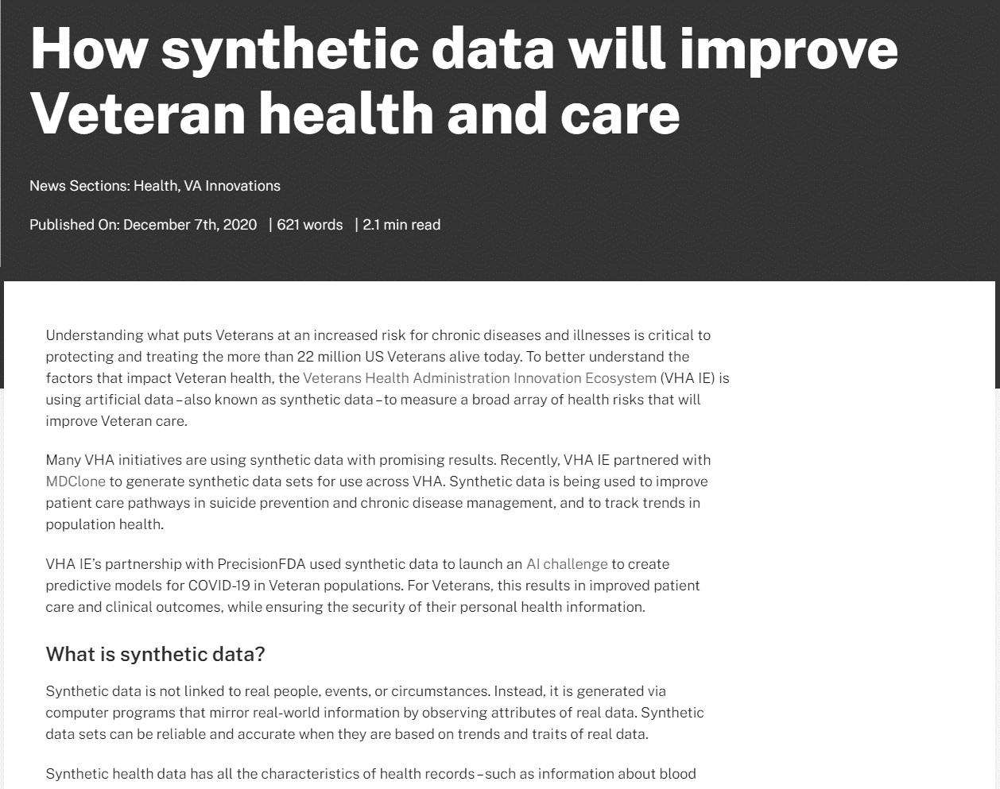 How synthetic data will improve
Veteran health and care
News Sections: Health, VA Innovations
Published On: December 7th, 2020 | 621 words | 2.1 min read
Understanding what puts Veterans at an increased risk for chronic diseases and illnesses is critical to
protecting and treating the more than 22 million US Veterans alive today. To better understand the
factors that impact Veteran health, the Veterans Health Administration Innovation Ecosystem (VHA IE) is
using artificial data – also known as synthetic data – to measure a broad array of health risks that will
improve Veteran care.
Many VHA initiatives are using synthetic data with promising results. Recently, VHA IE partnered with
MDClone to generate synthetic data sets for use across VHA. Synthetic data is being used to improve
patient care pathways in suicide prevention and chronic disease management, and to track trends in
population health.
VHA IE’s partnership with PrecisionFDA used synthetic data to launch an AI challenge to create
predictive models for COVID-19 in Veteran populations. For Veterans, this results in improved patient
care and clinical outcomes, while ensuring the security of their personal health information.
What is synthetic data?
Synthetic data is not linked to real people, events, or circumstances. Instead, it is generated via
computer programs that mirror real-world information by observing attributes of real data. Synthetic
data sets can be reliable and accurate when they are based on trends and traits of real data.
Synthetic health data has all the characteristics of health records – such as information about blood